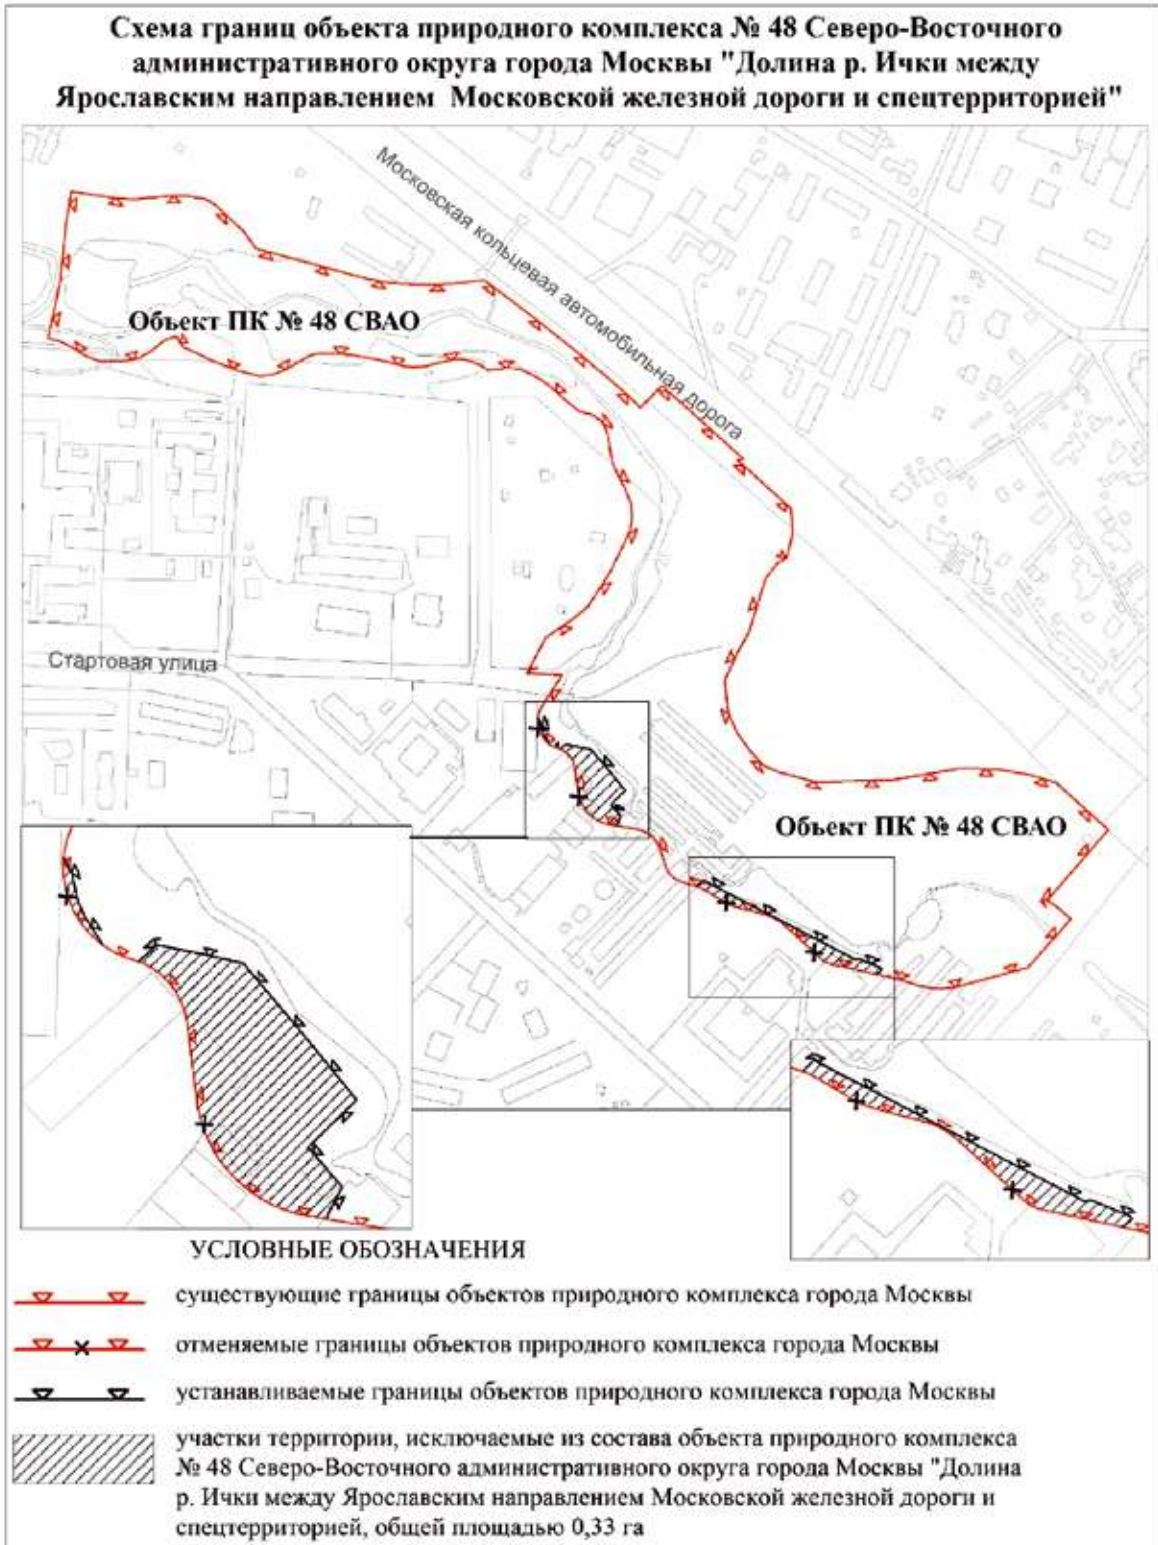 Схема границ объекта природного комплекса № 48 Северо-Восточного
административного округа города Москвы "Долина р. Ички между
Ярославским направлением Московской железной дороги и спецтерриторией"
Московская кольцевая автомобильная дорога
Объект ПК № 48 СВАО
Стартовая улица
Объект ПК № 48 СВАО
УСЛОВНЫЕ ОБОЗНАЧЕНИЯ
существующие границы объектов природного комплекса города Москвы
отменяемые границы объектов природного комплекса города Москвы
устанавливаемые границы объектов природного комплекса города Москвы
участки территории, исключаемые из состава объекта природного комплекса
№ 48 Северо-Восточного административного округа города Москвы "Долина
р. Ички между Ярославским направлением Московской железной дороги и
спецтерриторией, общей площадью 0,33 га